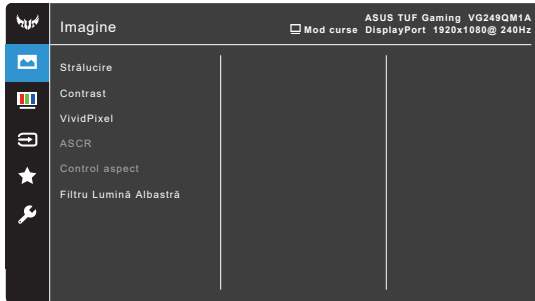 Imagine
ASUS TUF Gaming VG249QM1A
Mod curse DisplayPort 1920x1080@ 240Hz
Strălucire
Contrast
VividPixel
ASCR
Control aspect
Filtru Lumină Albastră